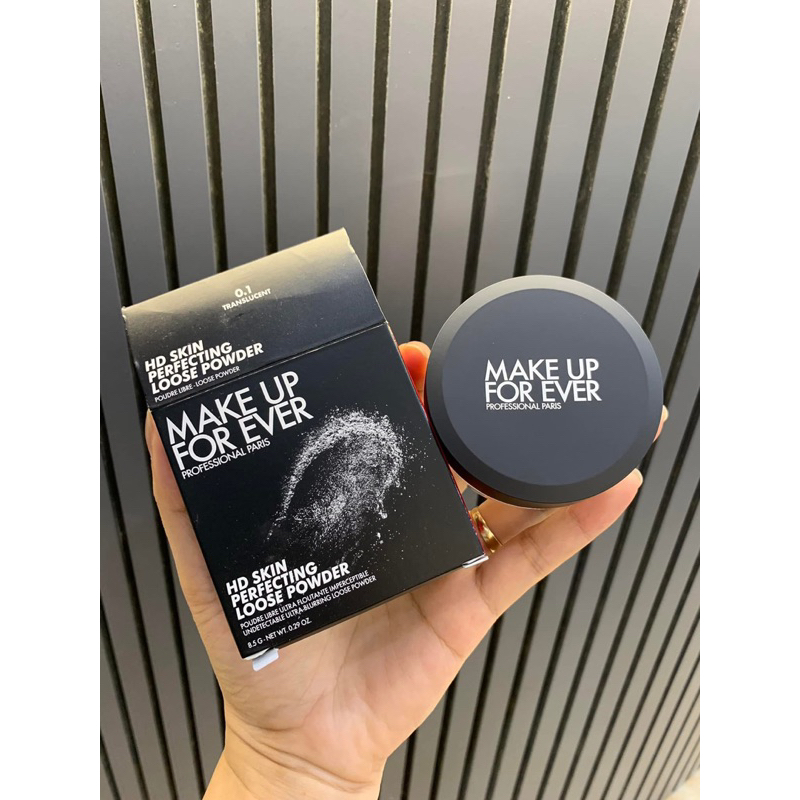 0.1
TRANSLUCENT
HD SKIN
PERFECTING
LOOSE POWDER
POUDRE LIBRE - LOOSE POWDER
MAKE UP
FOR EVER
PROFESSIONAL PARIS
HD SKIN
PERFECTING
LOOSE POWDER
POUDRE LIBRE ULTRA FLOUTANTE IMPERCEPTIBLE
UNDETECTABLE ULTRA-BLURRING LOOSE POWDER
8.5 G - NET WT. 0.29 OZ.
MAKE UP
FOR EVER
PROFESSIONAL PARIS